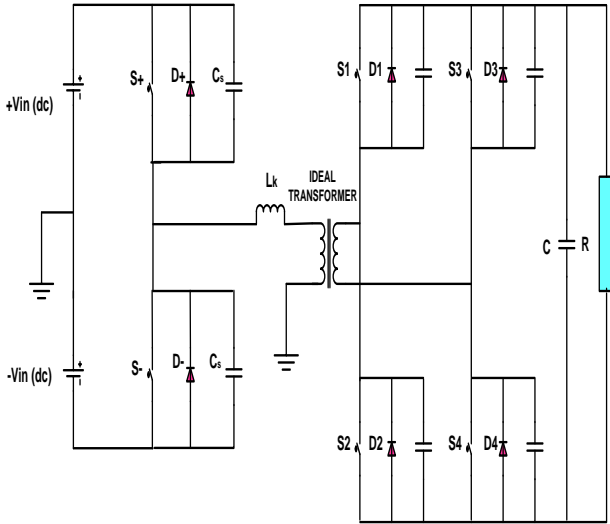 S+ D+ Cs
+Vin (dc)
S1 D1 S3 D3
Lk
IDEAL
TRANSFORMER
C R
-Vin (dc)
S- D- Cs
S2 D2 S4 D4